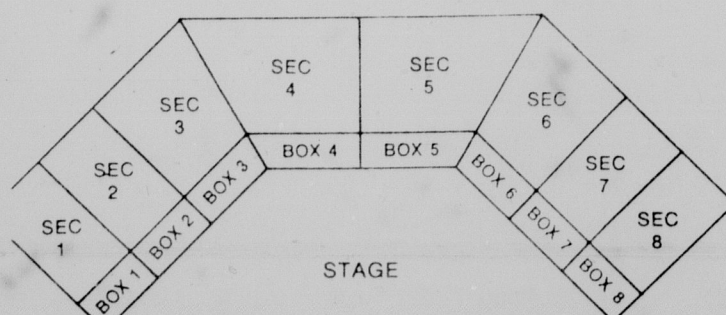 SEC
1
SEC
2
SEC
3
SEC
4
SEC
5
SEC
6
SEC
7
SEC
8
BOX 1
BOX 2
BOX 3
BOX 4
BOX 5
BOX 6
BOX 7
BOX 8
STAGE